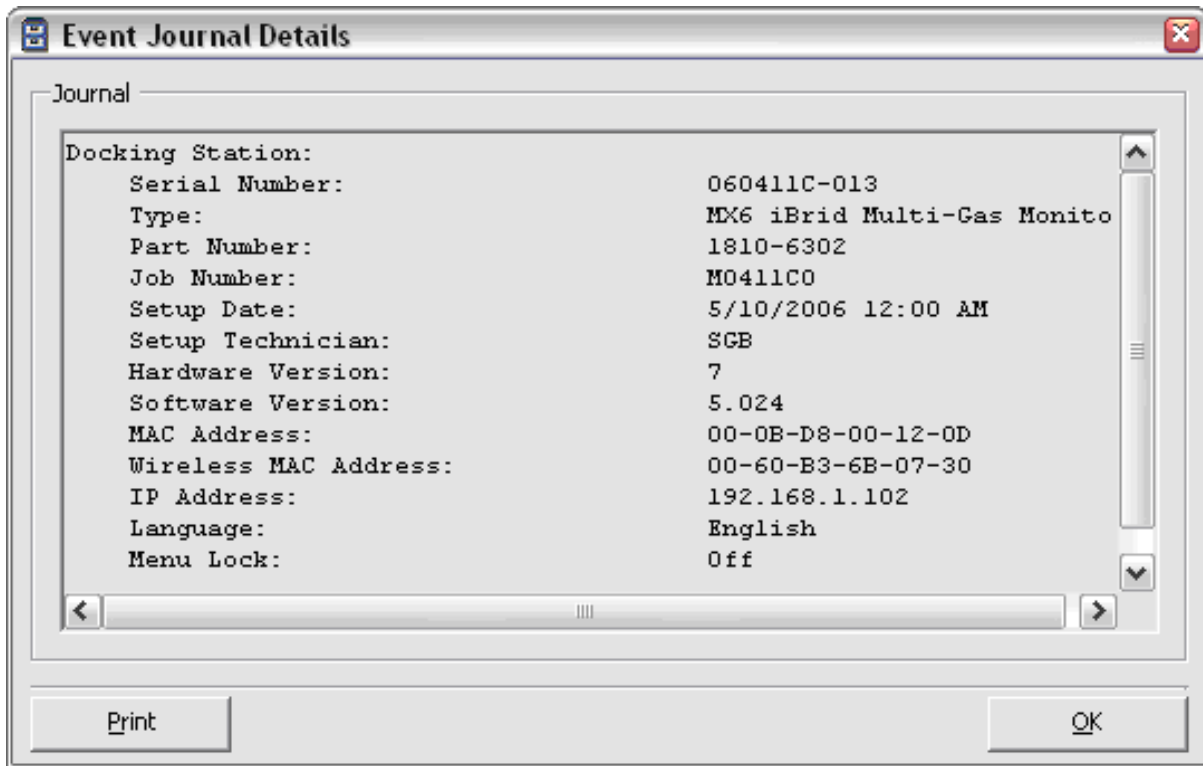 Event Journal Details
Journal
Docking Station:
Serial Number: 060411C-013
Type: MX6 iBrid Multi-Gas Monito
Part Number: 1810-6302
Job Number: M0411C0
Setup Date: 5/10/2006 12:00 AM
Setup Technician: SGB
Hardware Version: 7
Software Version: 5.024
MAC Address: 00-0B-D8-00-12-0D
Wireless MAC Address: 00-60-B3-6B-07-30
IP Address: 192.168.1.102
Language: English
Menu Lock: Off
Print OK